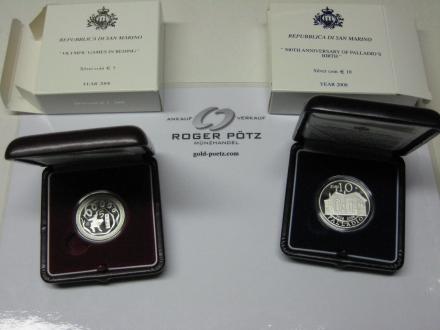 REPUBBLICA DI SAN MARINO
"OLYMPIC GAMES IN BEIJING"
Silver coin € 5
YEAR 2008
REPUBBLICA DI SAN MARINO
"500TH ANNIVERSARY OF PALLADIO'S
BIRTH"
Silver coin € 10
YEAR 2008
ANKAUF VERKAUF
ROGER PÖTZ
MÜNZHANDEL
gold-poetz.com
10
PALLADIO